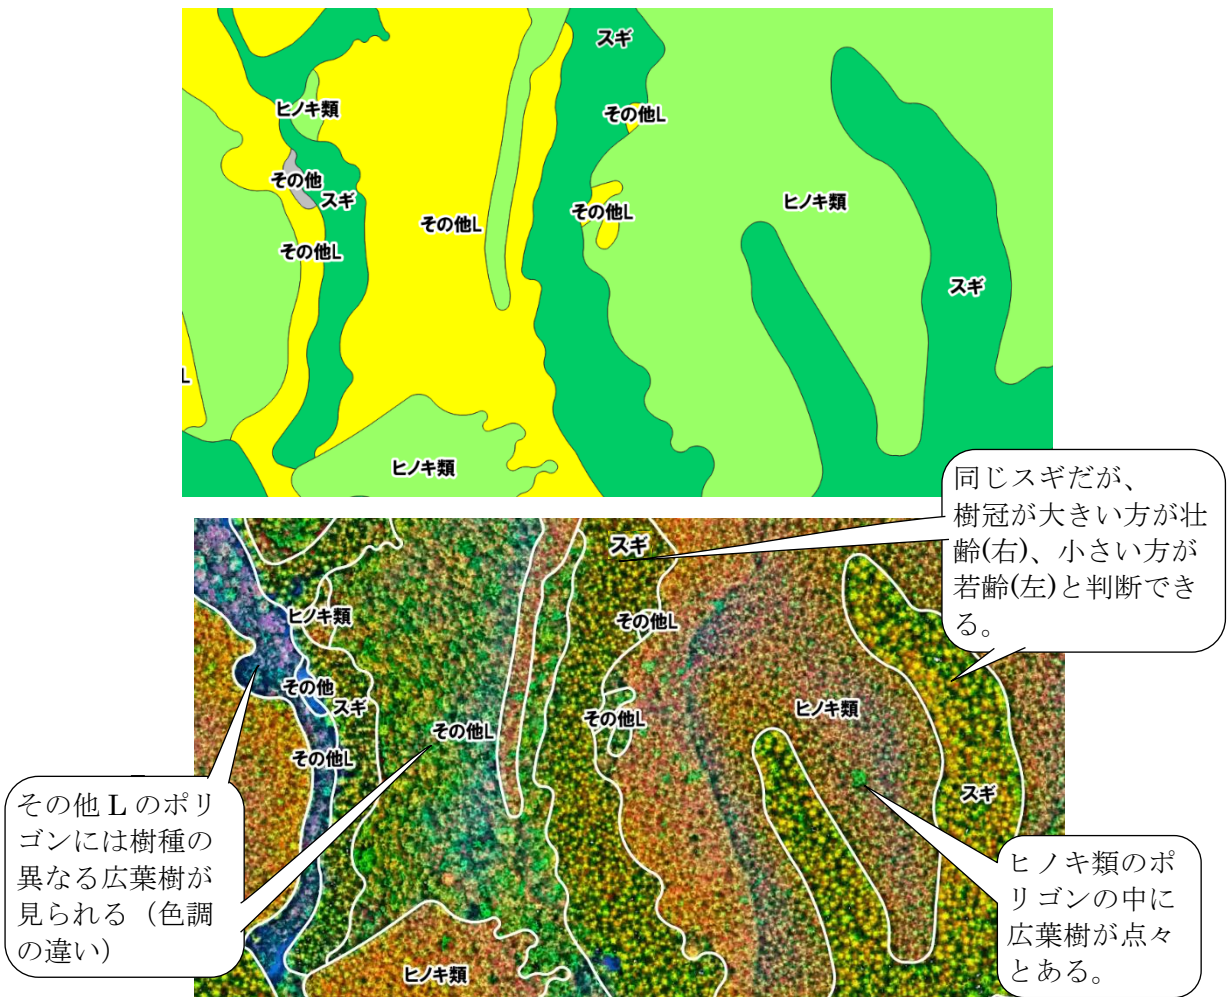 スギ
ヒノキ類
その他L
その他
スギ
ヒノキ類
その他L
その他L
その他L
スギ
L
ヒノキ類
同じスギだが、
樹冠が大きい方が壮
齢(右)、小さい方が
若齢(左)と判断でき
る。
スギ
ヒノキ類
その他L
その他
スギ
ヒノキ類
その他L
その他L
その他L
スギ
その他 L のポリ
ゴンには樹種の
異なる広葉樹が
見られる（色調
の違い）
ヒノキ類のポ
リゴンの中に
広葉樹が点々
とある。
ヒノキ類